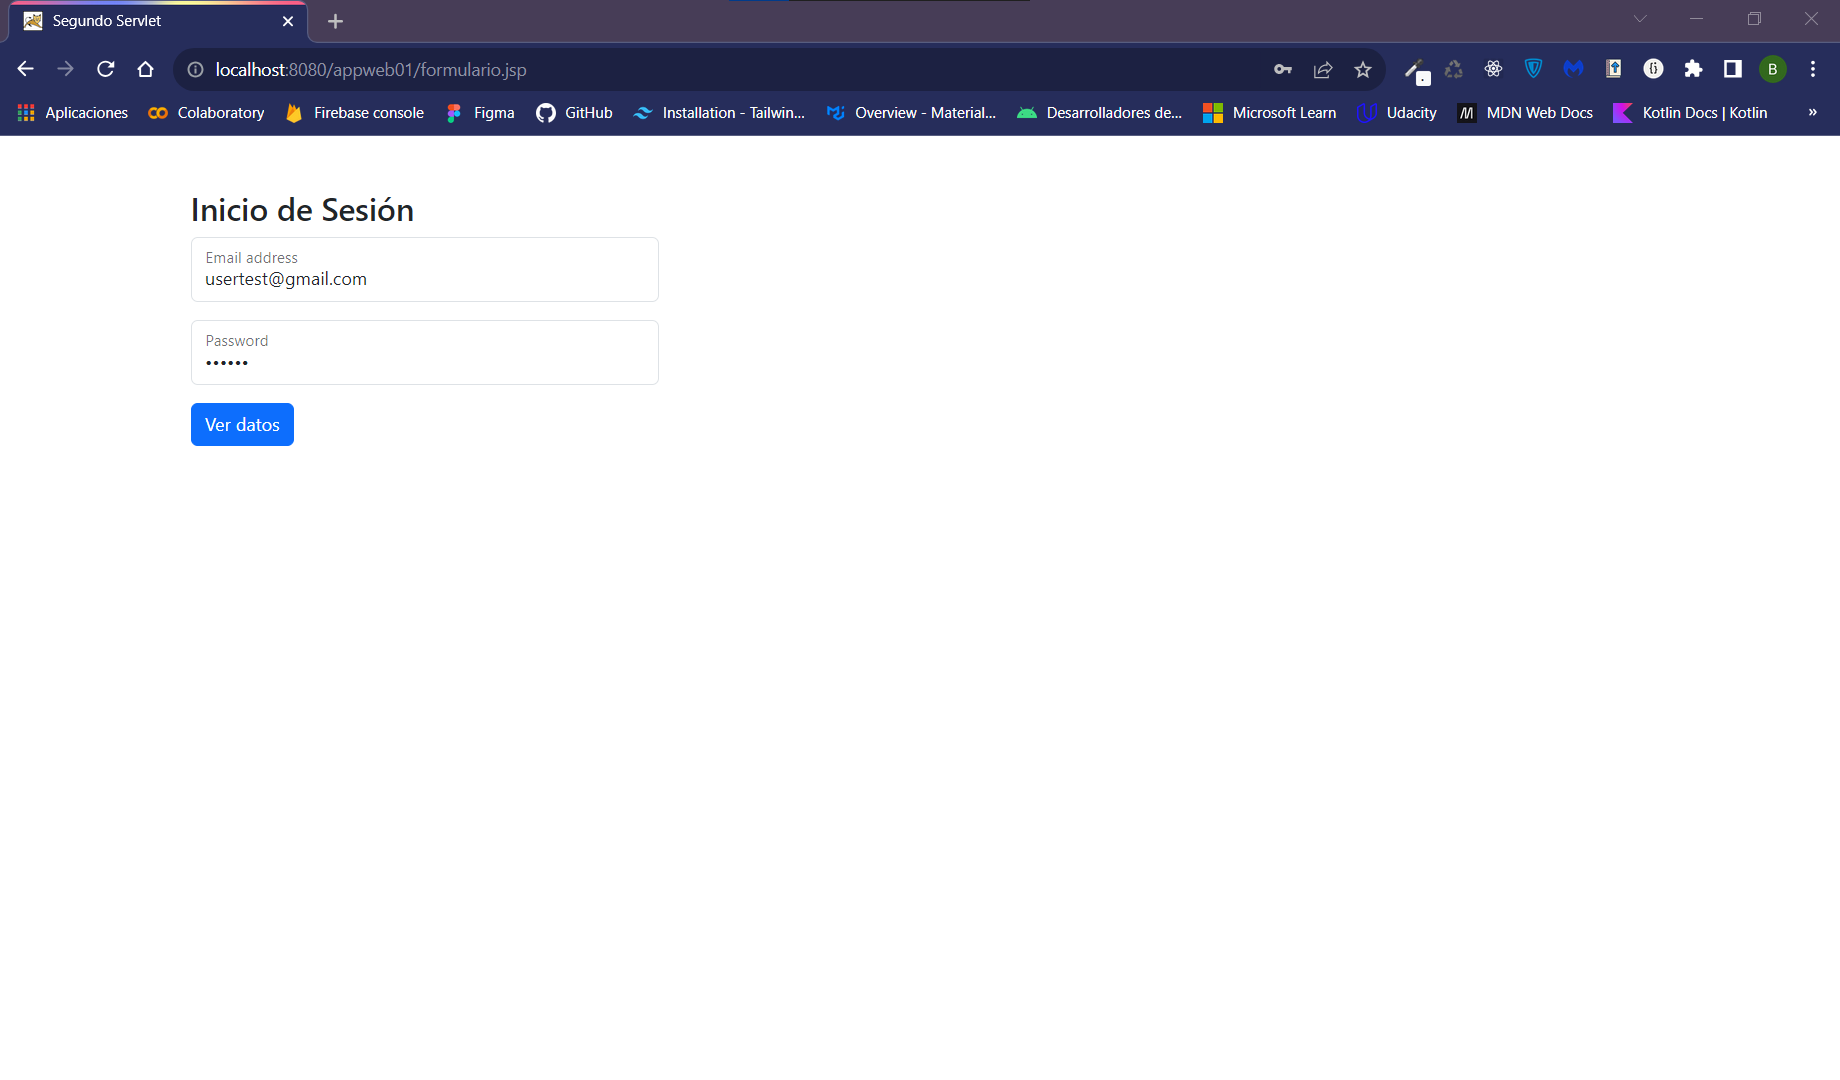 Segundo Servlet
localhost:8080/appweb01/formulario.jsp
B
Aplicaciones Colaboratory Firebase console Figma GitHub Installation - Tailwin... Overview - Material... Desarrolladores de... Microsoft Learn Udacity MDN Web Docs Kotlin Docs | Kotlin »
Inicio de Sesión
Email address
usertest@gmail.com
Password
••••••
Ver datos